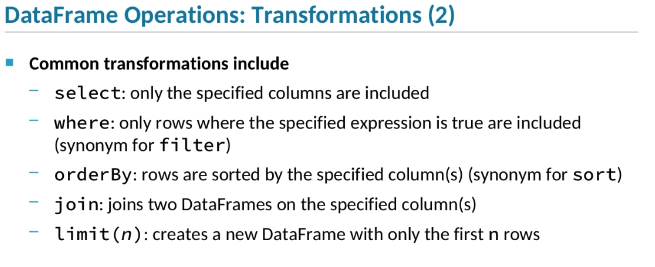 DataFrame Operations: Transformations (2)
Common transformations include
select: only the specified columns are included
where: only rows where the specified expression is true are included
(synonym for filter)
orderBy: rows are sorted by the specified column(s) (synonym for sort)
join: joins two DataFrames on the specified column(s)
limit(n): creates a new DataFrame with only the first n rows